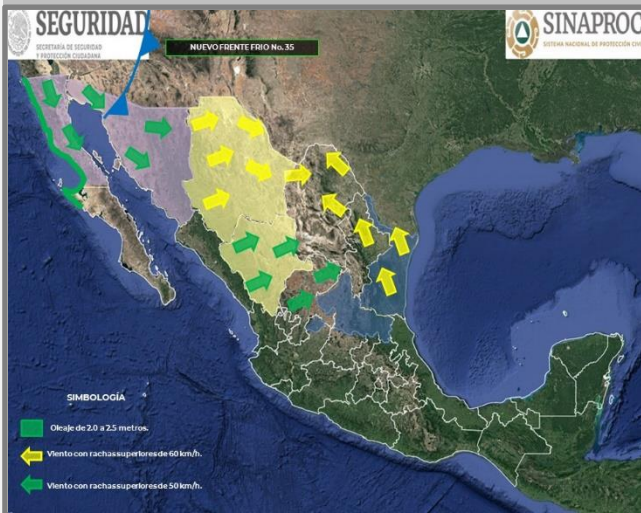 SEGURIDAD
SECRETARÍA DE SEGURIDAD
Y PROTECCIÓN CIUDADANA
NUEVO FRENTE FRIO No. 35
SINAPROC
SISTEMA NACIONAL DE PROTECCIÓN CIV
SIMBOLOGÍA
Oleaje de 2.0 a 2.5 metros.
Viento con rachas superiores de 60 km/h.
Viento con rachas superiores de 50 km/h.